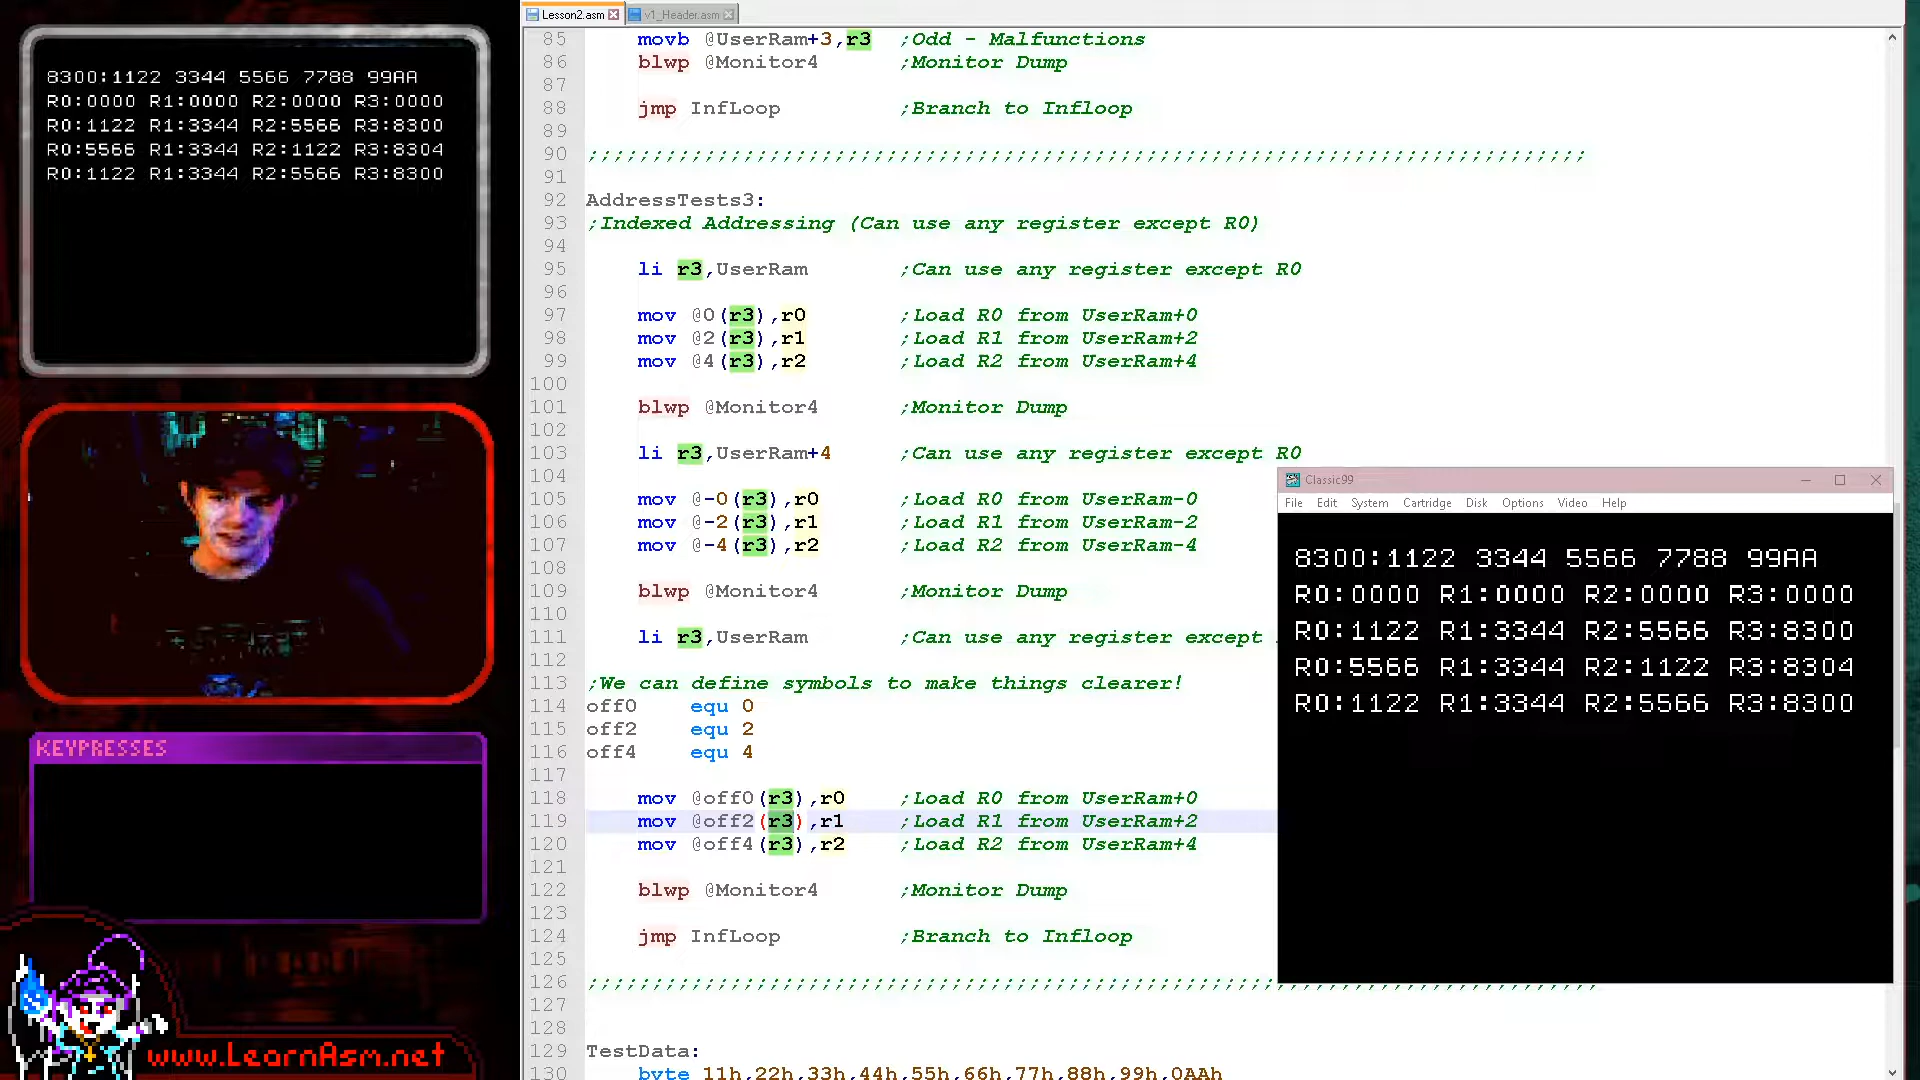 8300:1122 3344 5566 7788 99AA
R0:0000 R1:0000 R2:0000 R3:0000
R0:1122 R1:3344 R2:5566 R3:8300
R0:5566 R1:3344 R2:1122 R3:8304
R0:1122 R1:3344 R2:5566 R3:8300
KEYPRESSES
www.LearnAsm.net
Lesson2.asm v1_Header.asm
85 movb @UserRam+3,r3 ;Odd - Malfunctions
86 blwp @Monitor4 ;Monitor Dump
87
88 jmp InfLoop ;Branch to Infloop
89
90 ;;;;;;;;;;;;;;;;;;;;;;;;;;;;;;;;;;;;;;;;;;;;;;;;;;;;;;;;;;;;;;;;;;;;;;;;;;;;;
91
92 AddressTests3:
93 ;Indexed Addressing (Can use any register except R0)
94
95 li r3,UserRam ;Can use any register except R0
96
97 mov @0(r3),r0 ;Load R0 from UserRam+0
98 mov @2(r3),r1 ;Load R1 from UserRam+2
99 mov @4(r3),r2 ;Load R2 from UserRam+4
100
101 blwp @Monitor4 ;Monitor Dump
102
103 li r3,UserRam+4 ;Can use any register except R0
104
105 mov @-0(r3),r0 ;Load R0 from UserRam-0
106 mov @-2(r3),r1 ;Load R1 from UserRam-2
107 mov @-4(r3),r2 ;Load R2 from UserRam-4
108
109 blwp @Monitor4 ;Monitor Dump
110
111 li r3,UserRam ;Can use any register except
112
113 ;We can define symbols to make things clearer!
114 off0 equ 0
115 off2 equ 2
116 off4 equ 4
117
118 mov @off0(r3),r0 ;Load R0 from UserRam+0
119 mov @off2(r3),r1 ;Load R1 from UserRam+2
120 mov @off4(r3),r2 ;Load R2 from UserRam+4
121
122 blwp @Monitor4 ;Monitor Dump
123
124 jmp InfLoop ;Branch to Infloop
125
126 ;;;;;;;;;;;;;;;;;;;;;;;;;;;;;;;;;;;;;;;;;;;;;;;;;;;;;;;;;;;;;;;;;;;;;;;;;;;;;;
127
128
129 TestData:
130 byte 11h,22h,33h,44h,55h,66h,77h,88h,99h,0AAh
Classic99
File Edit System Cartridge Disk Options Video Help
8300:1122 3344 5566 7788 99AA
R0:0000 R1:0000 R2:0000 R3:0000
R0:1122 R1:3344 R2:5566 R3:8300
R0:5566 R1:3344 R2:1122 R3:8304
R0:1122 R1:3344 R2:5566 R3:8300